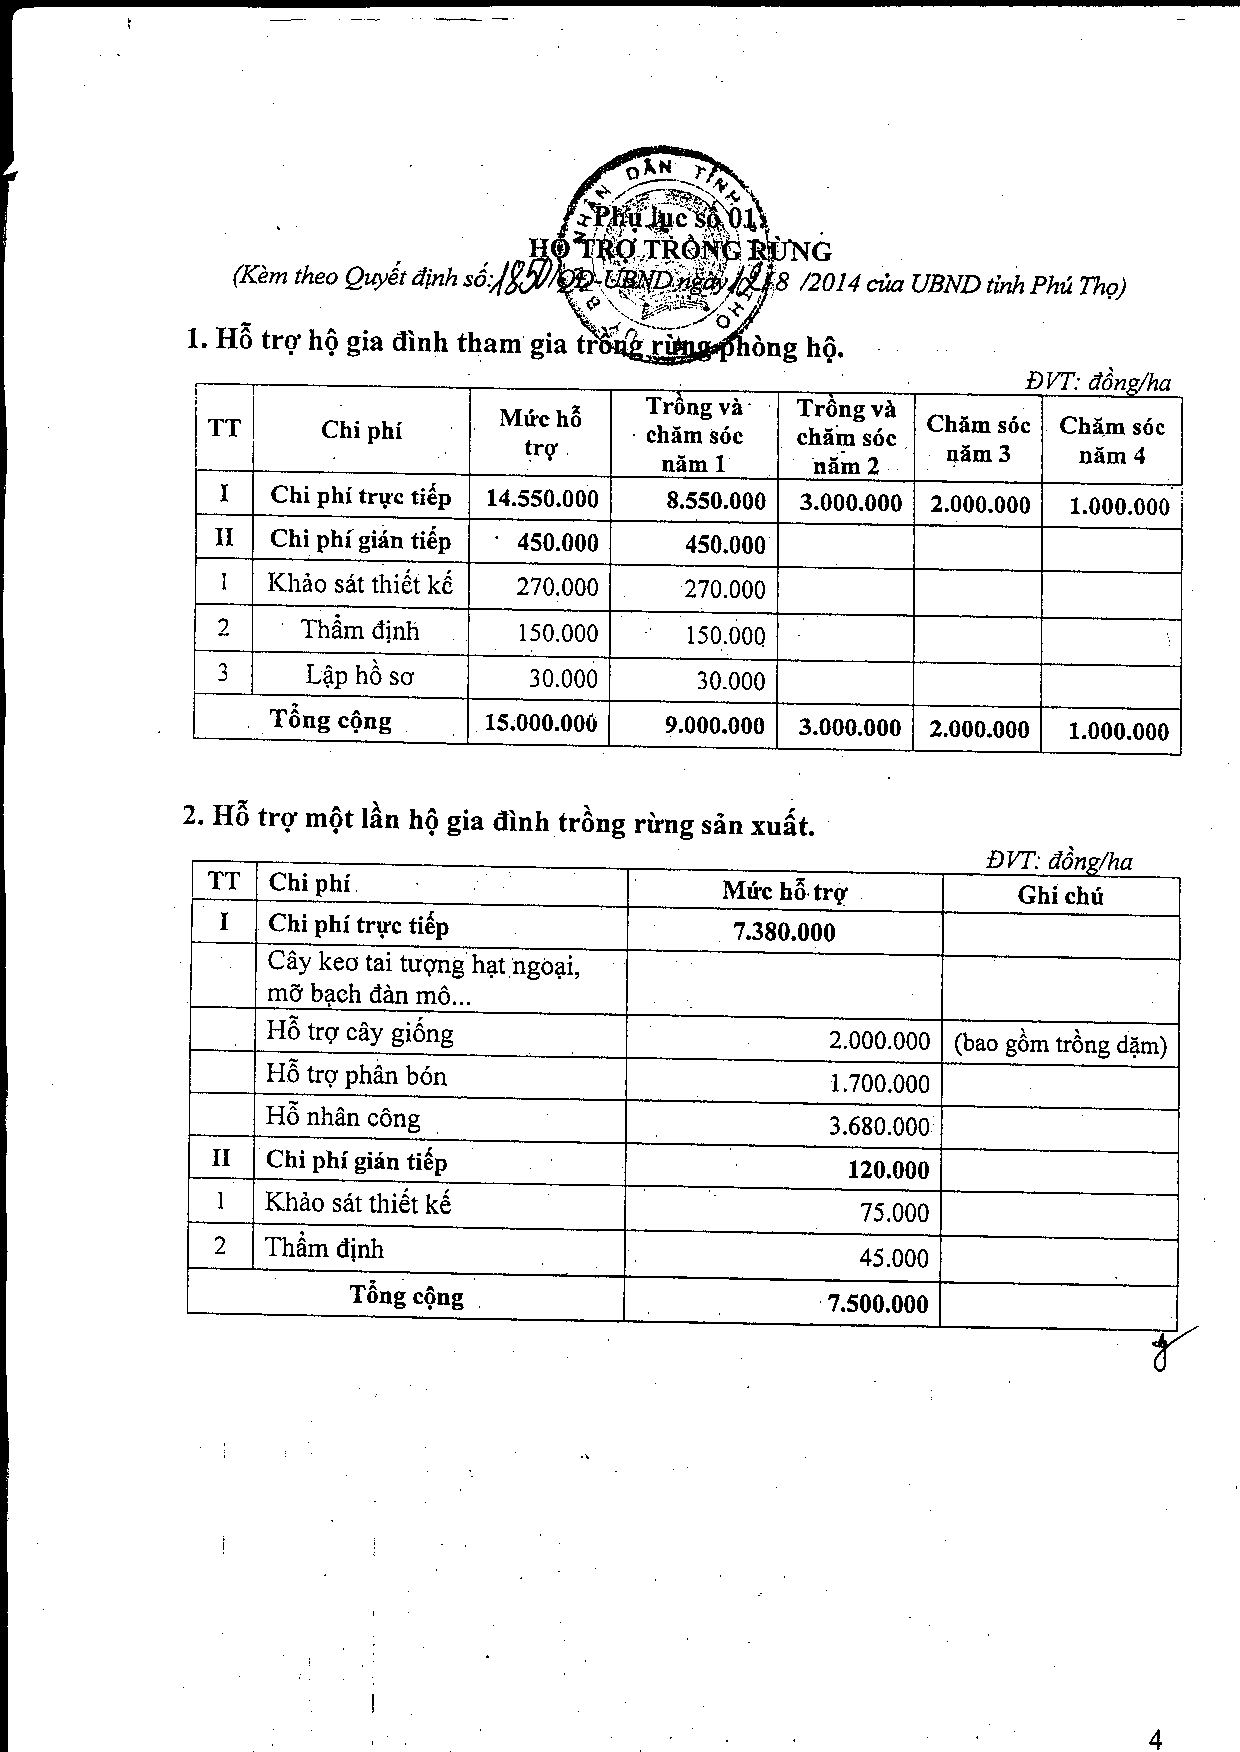 DÂN TỈNH
Phụ lục số 01:
HỖ TRỢ TRỒNG RỪNG
(Kèm theo Quyết định số: 1850/QĐ-UBND ngày /8 /2014 của UBND tỉnh Phú Thọ)
1. Hỗ trợ hộ gia đình tham gia trồng rừng phòng hộ.
ĐVT: đồng/ha
TT Chi phí Mức hỗ trợ Trồng và chăm sóc năm 1 Trồng và chăm sóc năm 2 Chăm sóc năm 3 Chăm sóc năm 4
I Chi phí trực tiếp 14.550.000 8.550.000 3.000.000 2.000.000 1.000.000
II Chi phí gián tiếp 450.000 450.000
1 Khảo sát thiết kế 270.000 270.000
2 Thẩm định 150.000 150.000
3 Lập hồ sơ 30.000 30.000
Tổng cộng 15.000.000 9.000.000 3.000.000 2.000.000 1.000.000
2. Hỗ trợ một lần hộ gia đình trồng rừng sản xuất.
ĐVT: đồng/ha
TT Chi phí Mức hỗ trợ Ghi chú
I Chi phí trực tiếp 7.380.000
Cây keo tai tượng hạt ngoại,
mỡ bạch đàn mô...
Hỗ trợ cây giống 2.000.000 (bao gồm trồng dặm)
Hỗ trợ phân bón 1.700.000
Hỗ nhân công 3.680.000
II Chi phí gián tiếp 120.000
1 Khảo sát thiết kế 75.000
2 Thẩm định 45.000
Tổng cộng 7.500.000
4